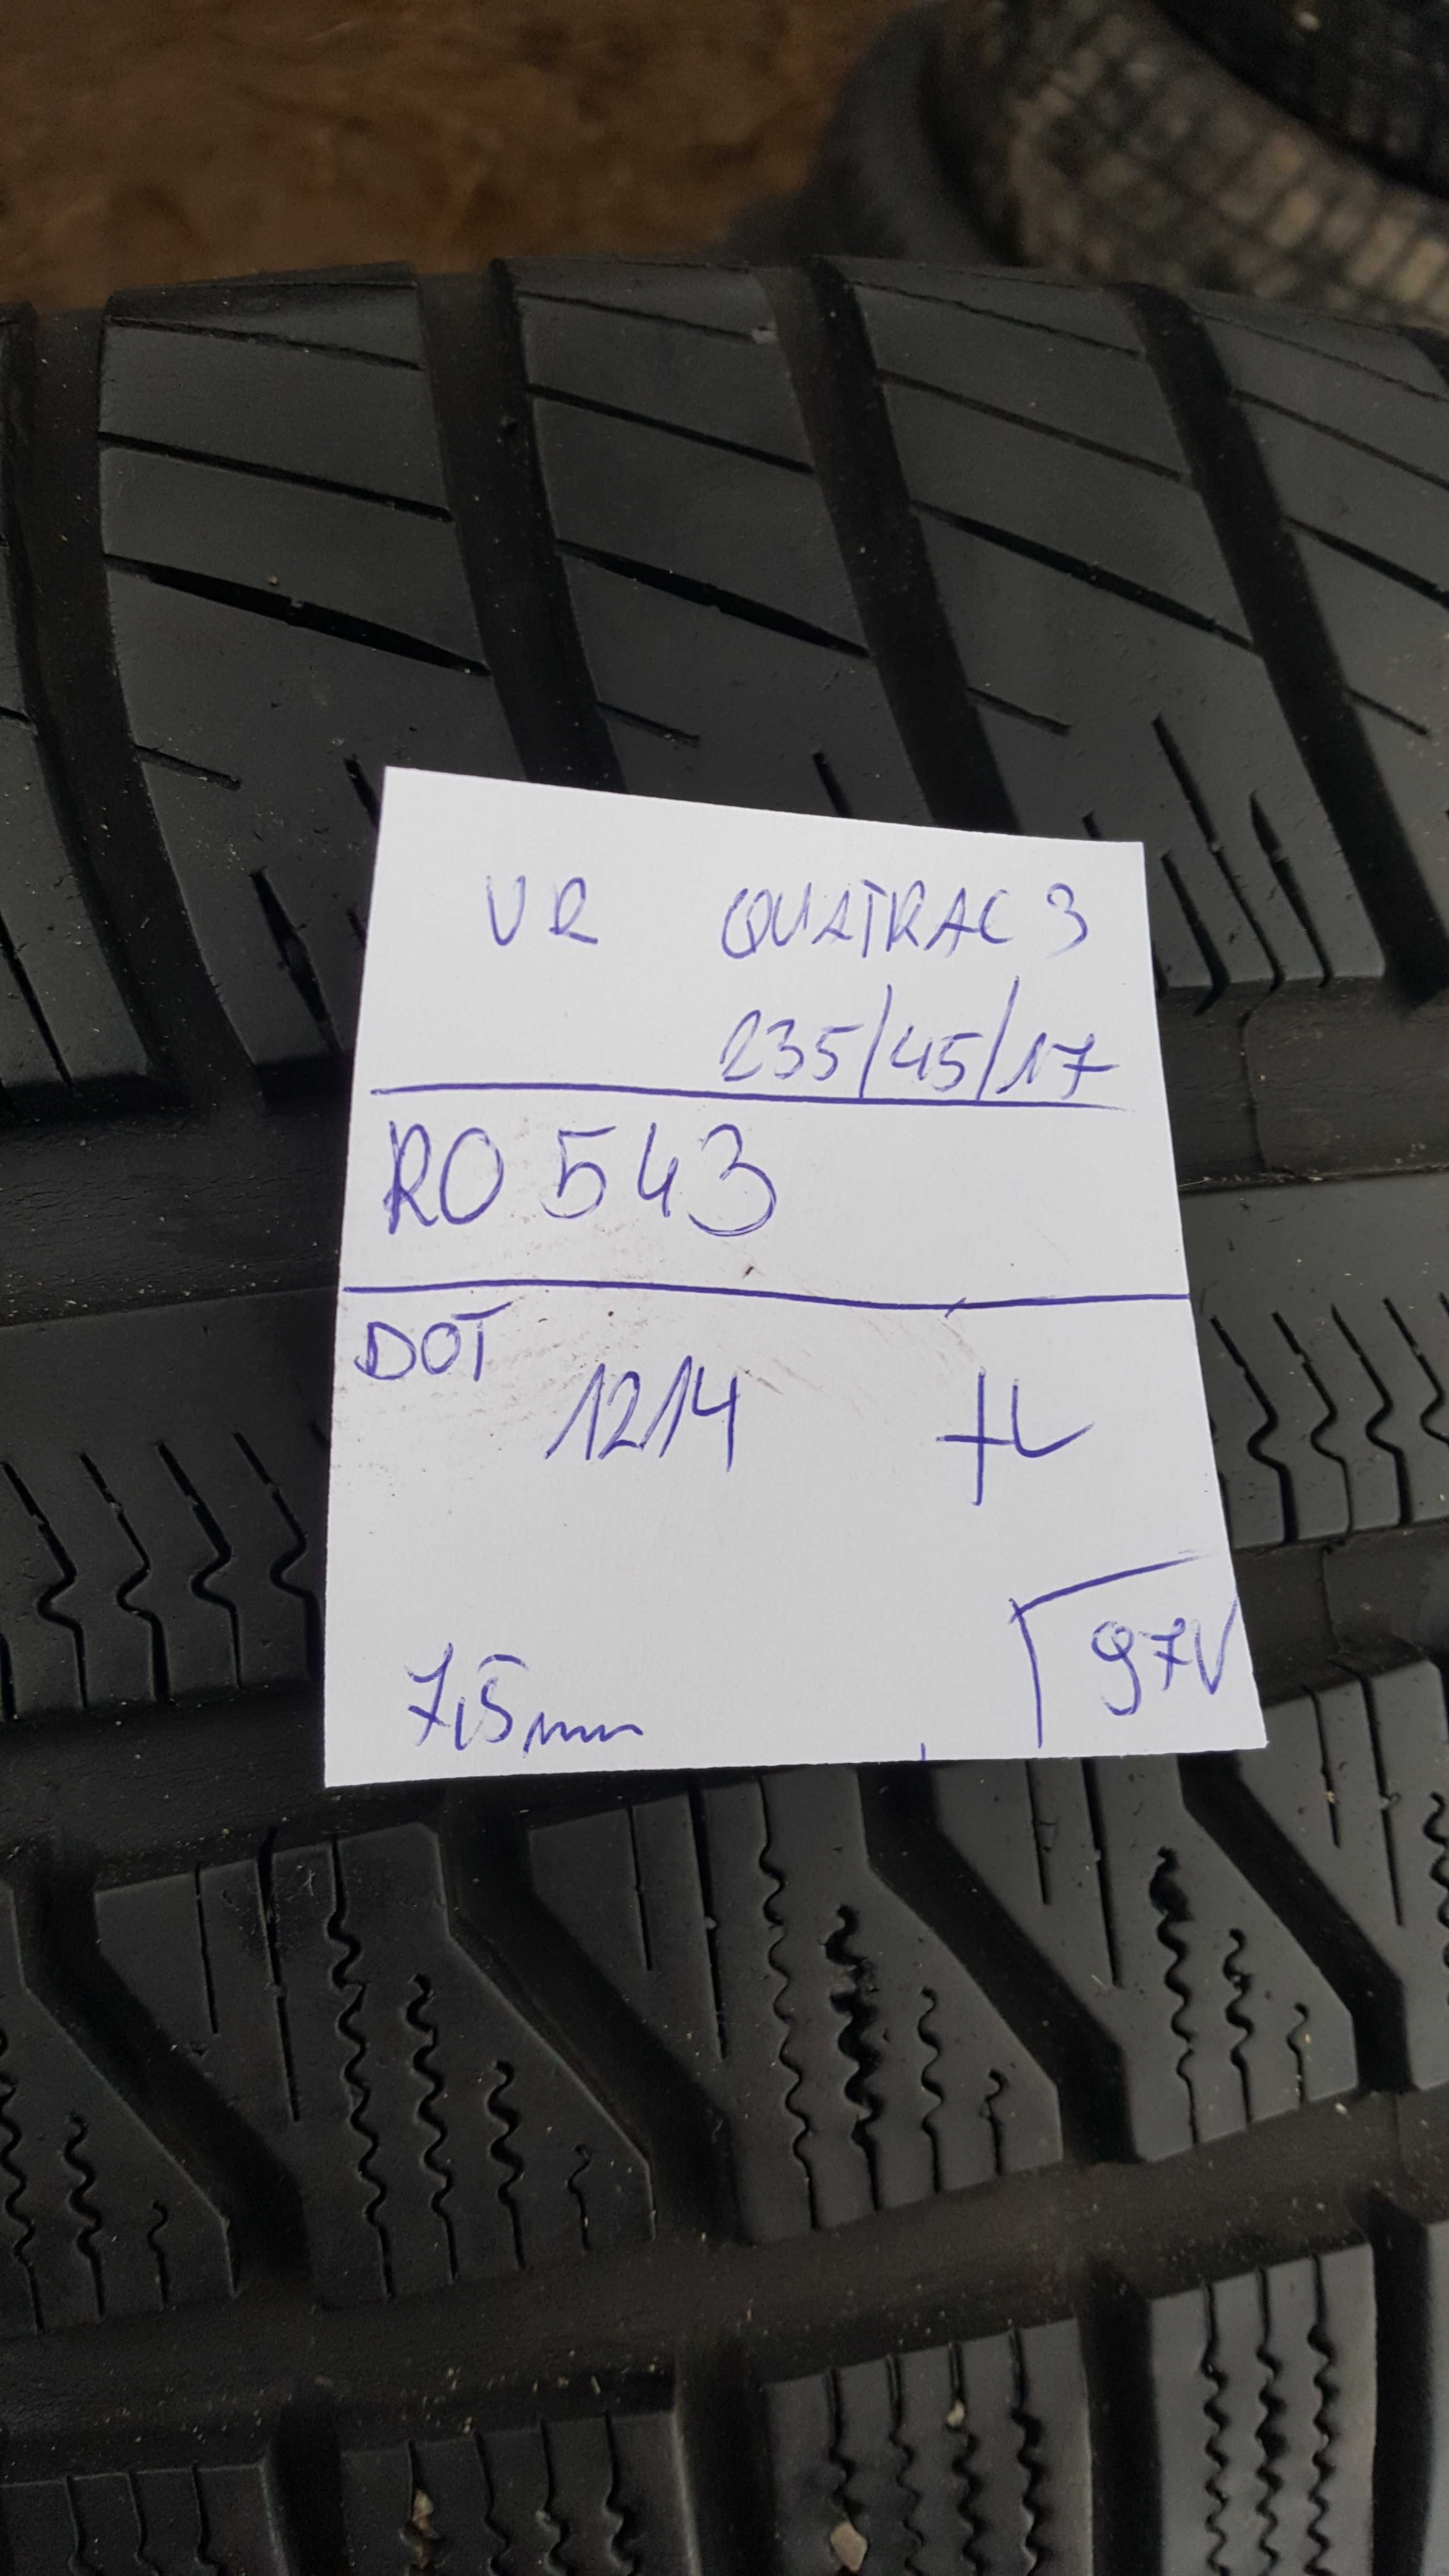 VR QUATRAC 3
235/45/17
RO 543
DOT
1214
7,5mm
97V